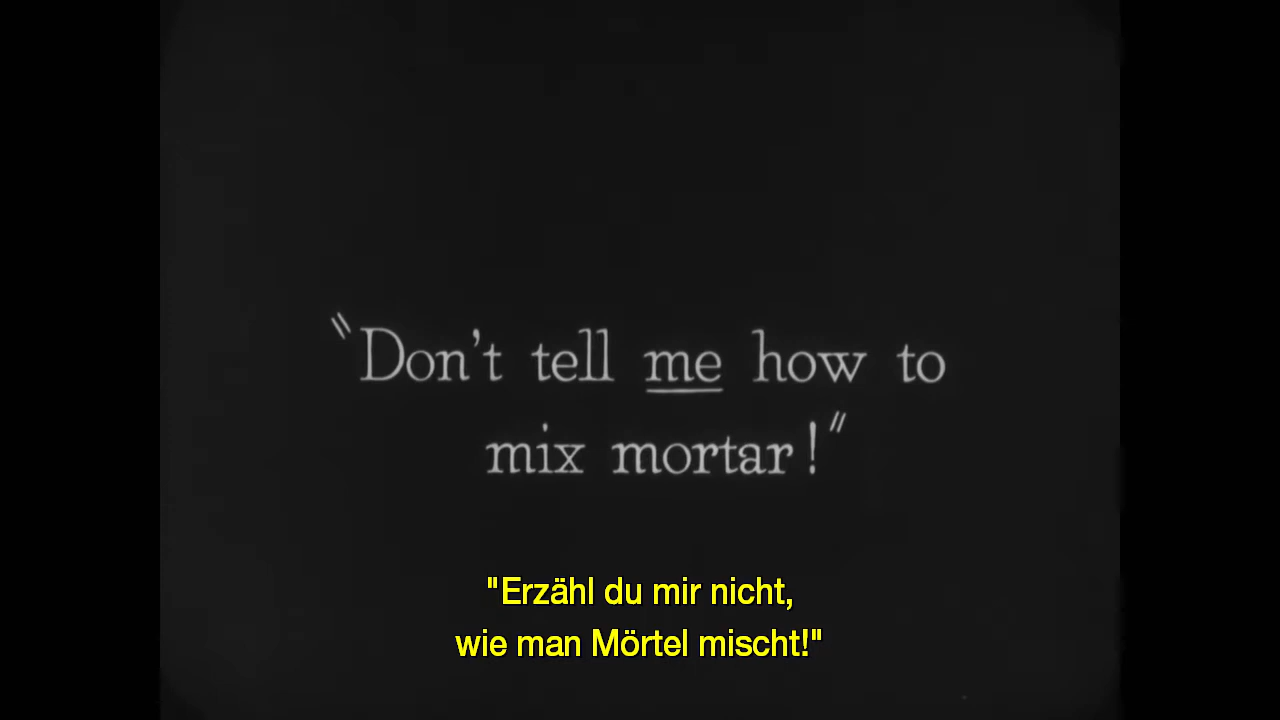 "Don't tell me how to
mix mortar!"
"Erzähl du mir nicht,
wie man Mörtel mischt!"